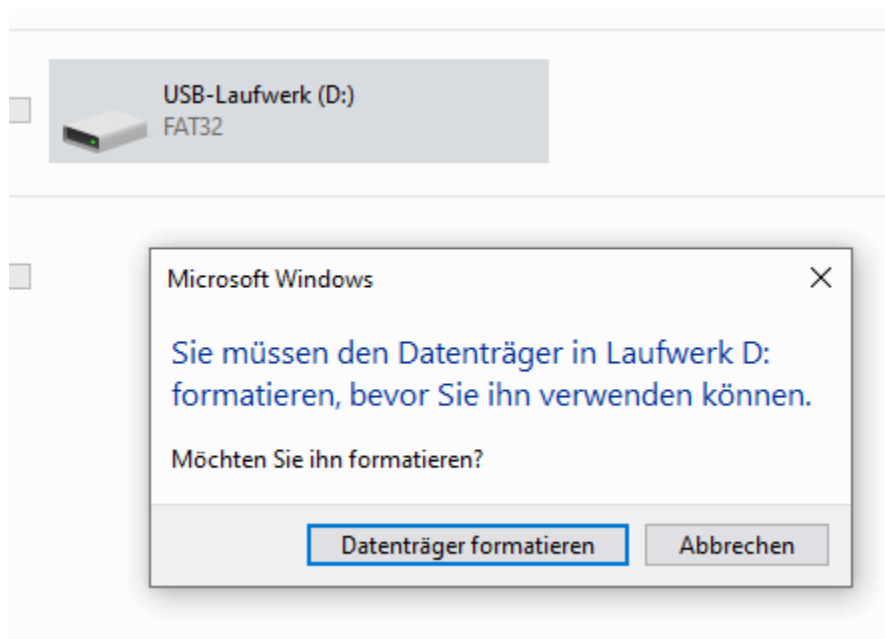 USB-Laufwerk (D:)
FAT32
Microsoft Windows
Sie müssen den Datenträger in Laufwerk D:
formatieren, bevor Sie ihn verwenden können.
Möchten Sie ihn formatieren?
Datenträger formatieren
Abbrechen